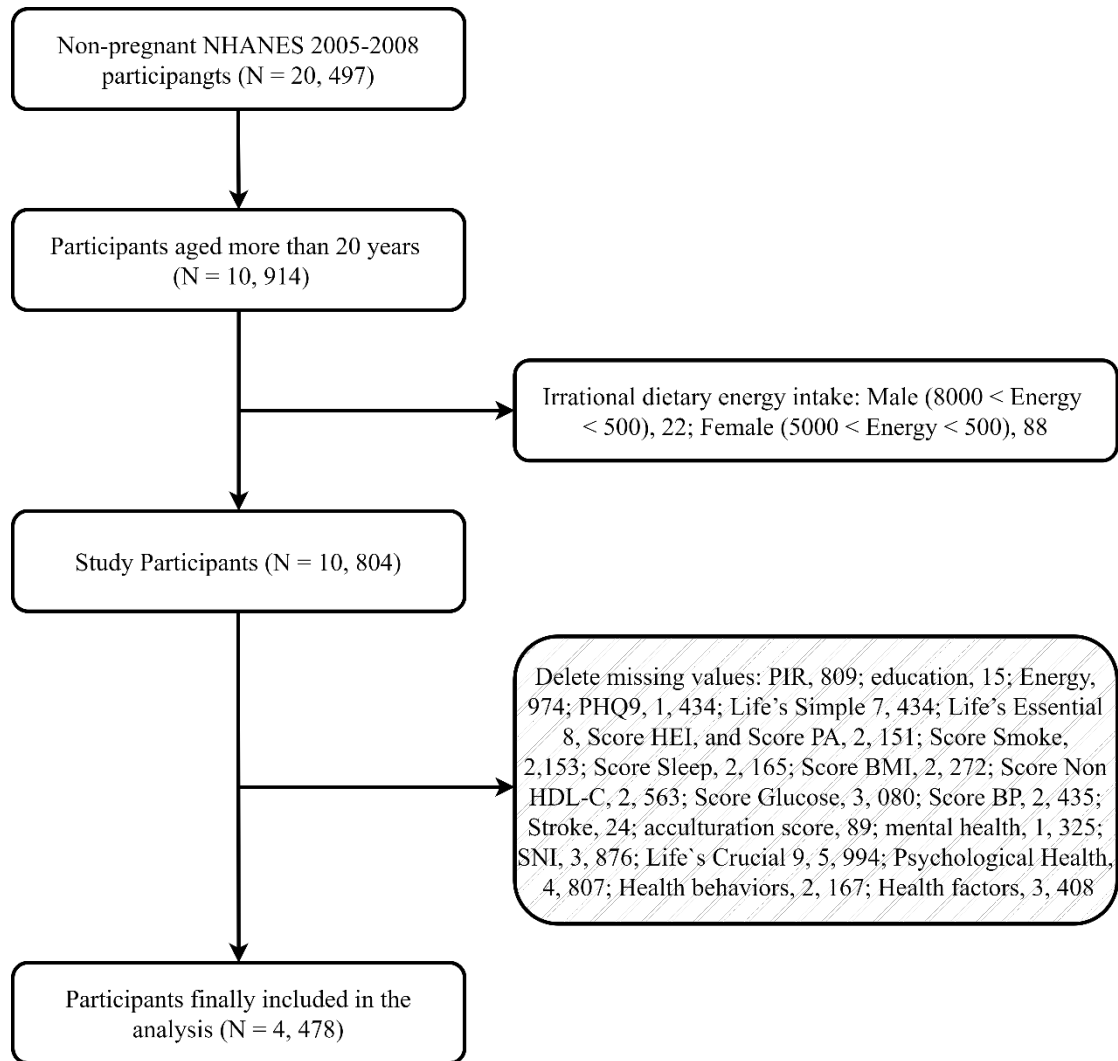 Non-pregnant NHANES 2005-2008
participangts (N = 20, 497)
Participants aged more than 20 years
(N = 10, 914)
Irrational dietary energy intake: Male (8000 < Energy
< 500), 22; Female (5000 < Energy < 500), 88
Study Participants (N = 10, 804)
Delete missing values: PIR, 809; education, 15; Energy,
974; PHQ9, 1, 434; Life’s Simple 7, 434; Life’s Essential
8, Score HEI, and Score PA, 2, 151; Score Smoke,
2,153; Score Sleep, 2, 165; Score BMI, 2, 272; Score Non
HDL-C, 2, 563; Score Glucose, 3, 080; Score BP, 2, 435;
Stroke, 24; acculturation score, 89; mental health, 1, 325;
SNI, 3, 876; Life`s Crucial 9, 5, 994; Psychological Health,
4, 807; Health behaviors, 2, 167; Health factors, 3, 408
Participants finally included in the
analysis (N = 4, 478)